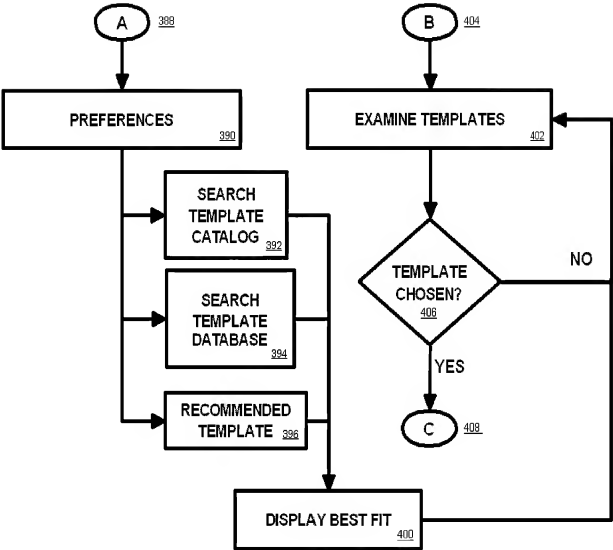 A
388
PREFERENCES
390
SEARCH
TEMPLATE
CATALOG
392
SEARCH
TEMPLATE
DATABASE
394
RECOMMENDED
TEMPLATE
396
DISPLAY BEST FIT
400
B
404
EXAMINE TEMPLATES
402
TEMPLATE
CHOSEN?
406
NO
YES
C
408